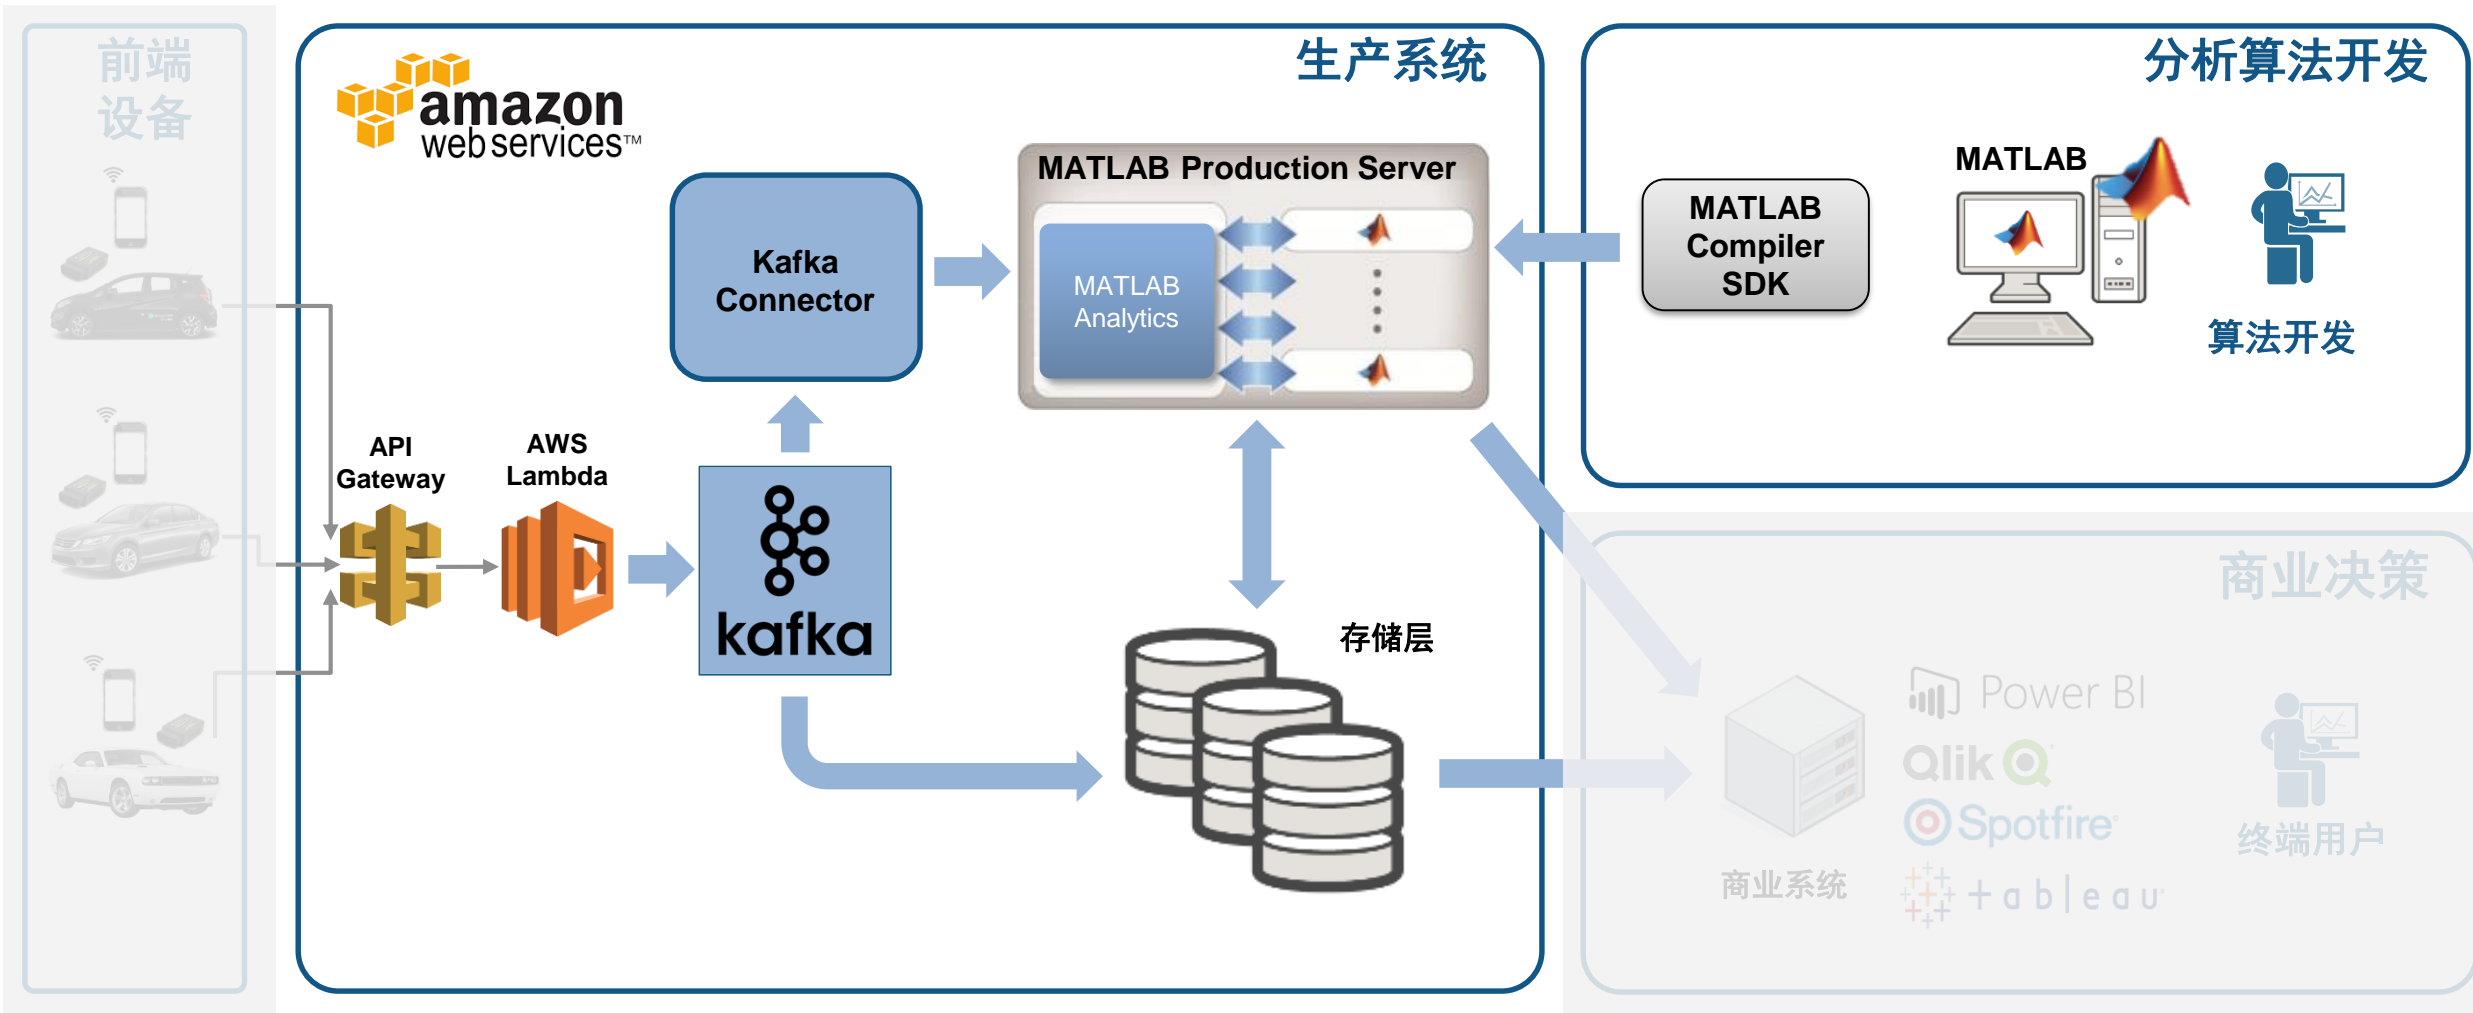 前端
设备
amazon
web services™
生产系统
Kafka
Connector
MATLAB Production Server
MATLAB
Analytics
API
Gateway
AWS
Lambda
kafka
存储层
分析算法开发
MATLAB
Compiler
SDK
MATLAB
算法开发
商业决策
商业系统
Power BI
Qlik
Spotfire
+ableau
终端用户